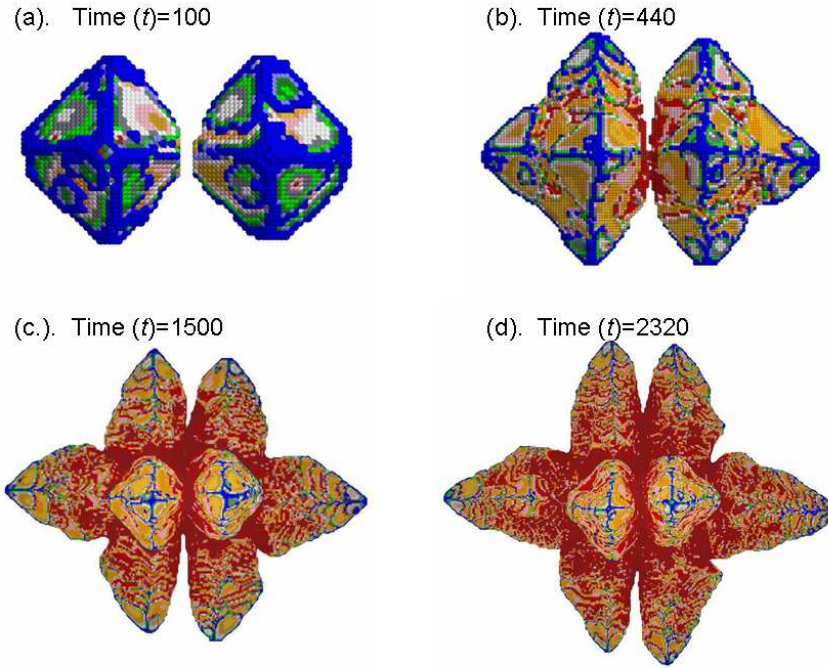 (a). Time (t)=100
(b). Time (t)=440
(c.). Time (t)=1500
(d). Time (t)=2320